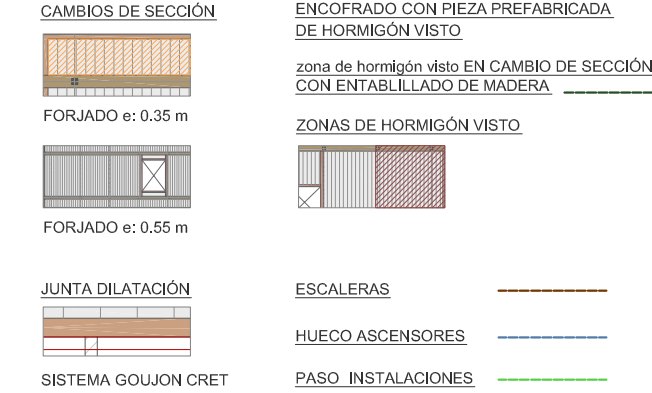 CAMBIOS DE SECCIÓN
FORJADO e: 0.35 m
FORJADO e: 0.55 m
JUNTA DILATACIÓN
SISTEMA GOUJON CRET
ENCOFRADO CON PIEZA PREFABRICADA
DE HORMIGÓN VISTO
zona de hormigón visto EN CAMBIO DE SECCIÓN
CON ENTABLILLADO DE MADERA
ZONAS DE HORMIGÓN VISTO
ESCALERAS
HUECO ASCENSORES
PASO INSTALACIONES